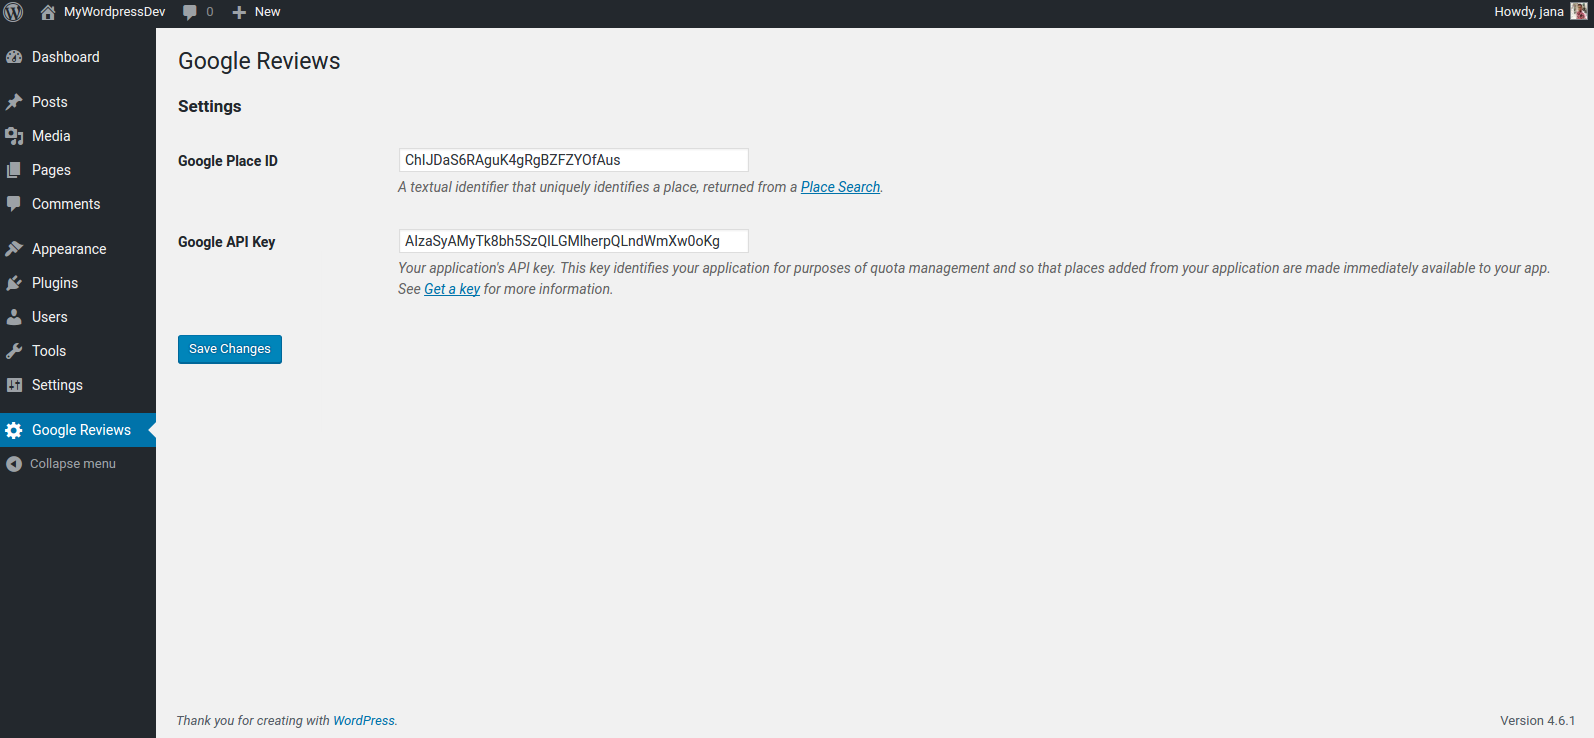 MyWordpressDev 0 New Howdy, jana
Dashboard
Posts
Media
Pages
Comments
Appearance
Plugins
Users
Tools
Settings
Google Reviews
Collapse menu
Google Reviews
Settings
Google Place ID ChIJDaS6RAguK4gRgBZFZYOfAus
A textual identifier that uniquely identifies a place, returned from a Place Search.
Google API Key AIzaSyAMyTk8bh5SzQILGMIherpQLndWmXw0oKg
Your application's API key. This key identifies your application for purposes of quota management and so that places added from your application are made immediately available to your app.
See Get a key for more information.
Save Changes
Thank you for creating with WordPress. Version 4.6.1